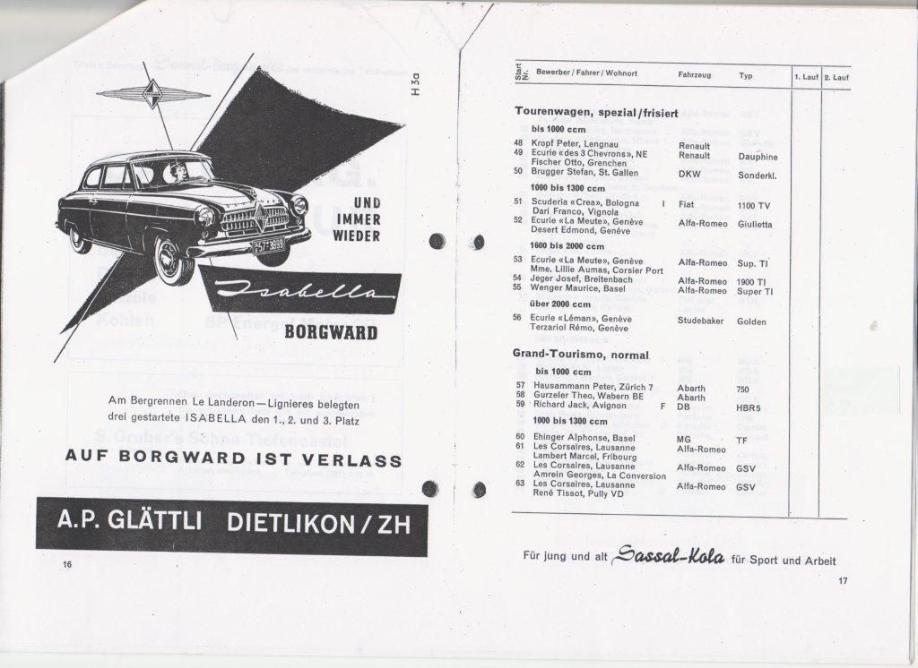 H 3a
UND
IMMER
WIEDER
Isabella
BORGWARD
Am Bergrennen Le Landeron—Lignieres belegten
drei gestartete ISABELLA den 1., 2. und 3. Platz
AUF BORGWARD IST VERLASS
A.P. GLÄTTLI DIETLIKON / ZH
16
Start Nr. Bewerber / Fahrer / Wohnort Fahrzeug Typ 1. Lauf 2. Lauf
Tourenwagen, spezial/frisiert
bis 1000 ccm
48 Kropf Peter, Lengnau Renault
49 Ecurie «des 3 Chevrons», NE Renault Dauphine
Fischer Otto, Grenchen
50 Brugger Stefan, St. Gallen DKW Sonderkl.
1000 bis 1300 ccm
51 Scuderia «Crea», Bologna I Fiat 1100 TV
Dari Franco, Vignola
52 Ecurie «La Meute», Genève Alfa-Romeo Giulietta
Desert Edmond, Genève
1600 bis 2000 ccm
53 Ecurie «La Meute», Genève Alfa-Romeo Sup. TI
Mme. Lillie Aumas, Corsier Port
54 Jeger Josef, Breitenbach Alfa-Romeo 1900 TI
55 Wenger Maurice, Basel Alfa-Romeo Super TI
über 2000 ccm
56 Ecurie «Léman», Genève Studebaker Golden
Terzariol Rémo, Genève
Grand-Tourismo, normal
bis 1000 ccm
57 Hausammann Peter, Zürich 7 Abarth 750
58 Gurzeler Theo, Wabern BE Abarth
59 Richard Jack, Avignon F DB HBR5
1000 bis 1300 ccm
60 Ehinger Alphonse, Basel MG TF
61 Les Corsaires, Lausanne Alfa-Romeo
Lambert Marcel, Fribourg
62 Les Corsaires, Lausanne Alfa-Romeo GSV
Amrein Georges, La Conversion
63 Les Corsaires, Lausanne Alfa-Romeo GSV
René Tissot, Pully VD
Für jung und alt Sassal-Kola für Sport und Arbeit
17